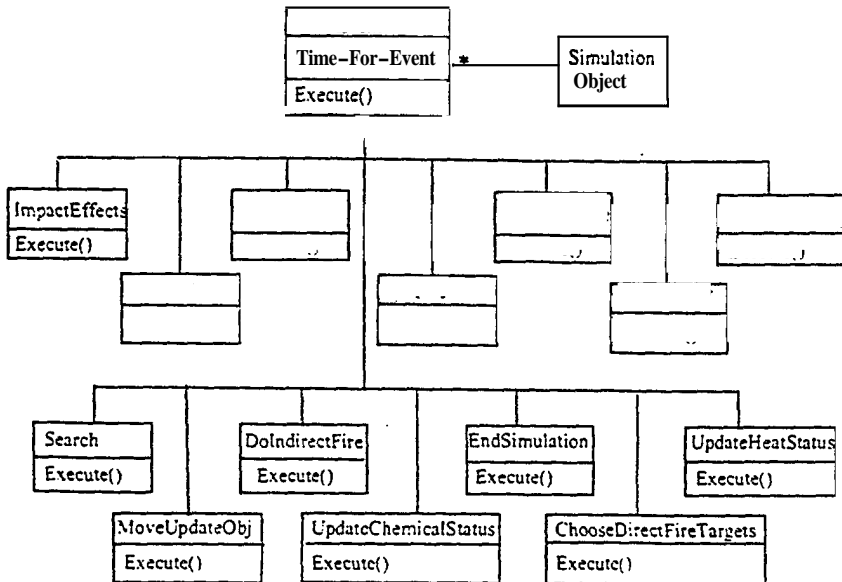 Time-For-Event
*
Simulation
Object
Execute()
ImpactEffects
Execute()
Search
DoIndirectFire
EndSimulation
UpdateHeatStatus
Execute()
Execute()
Execute()
Execute()
MoveUpdateObj
UpdateChemicalStatus
ChooseDirectFireTargets
Execute()
Execute()
Execute()